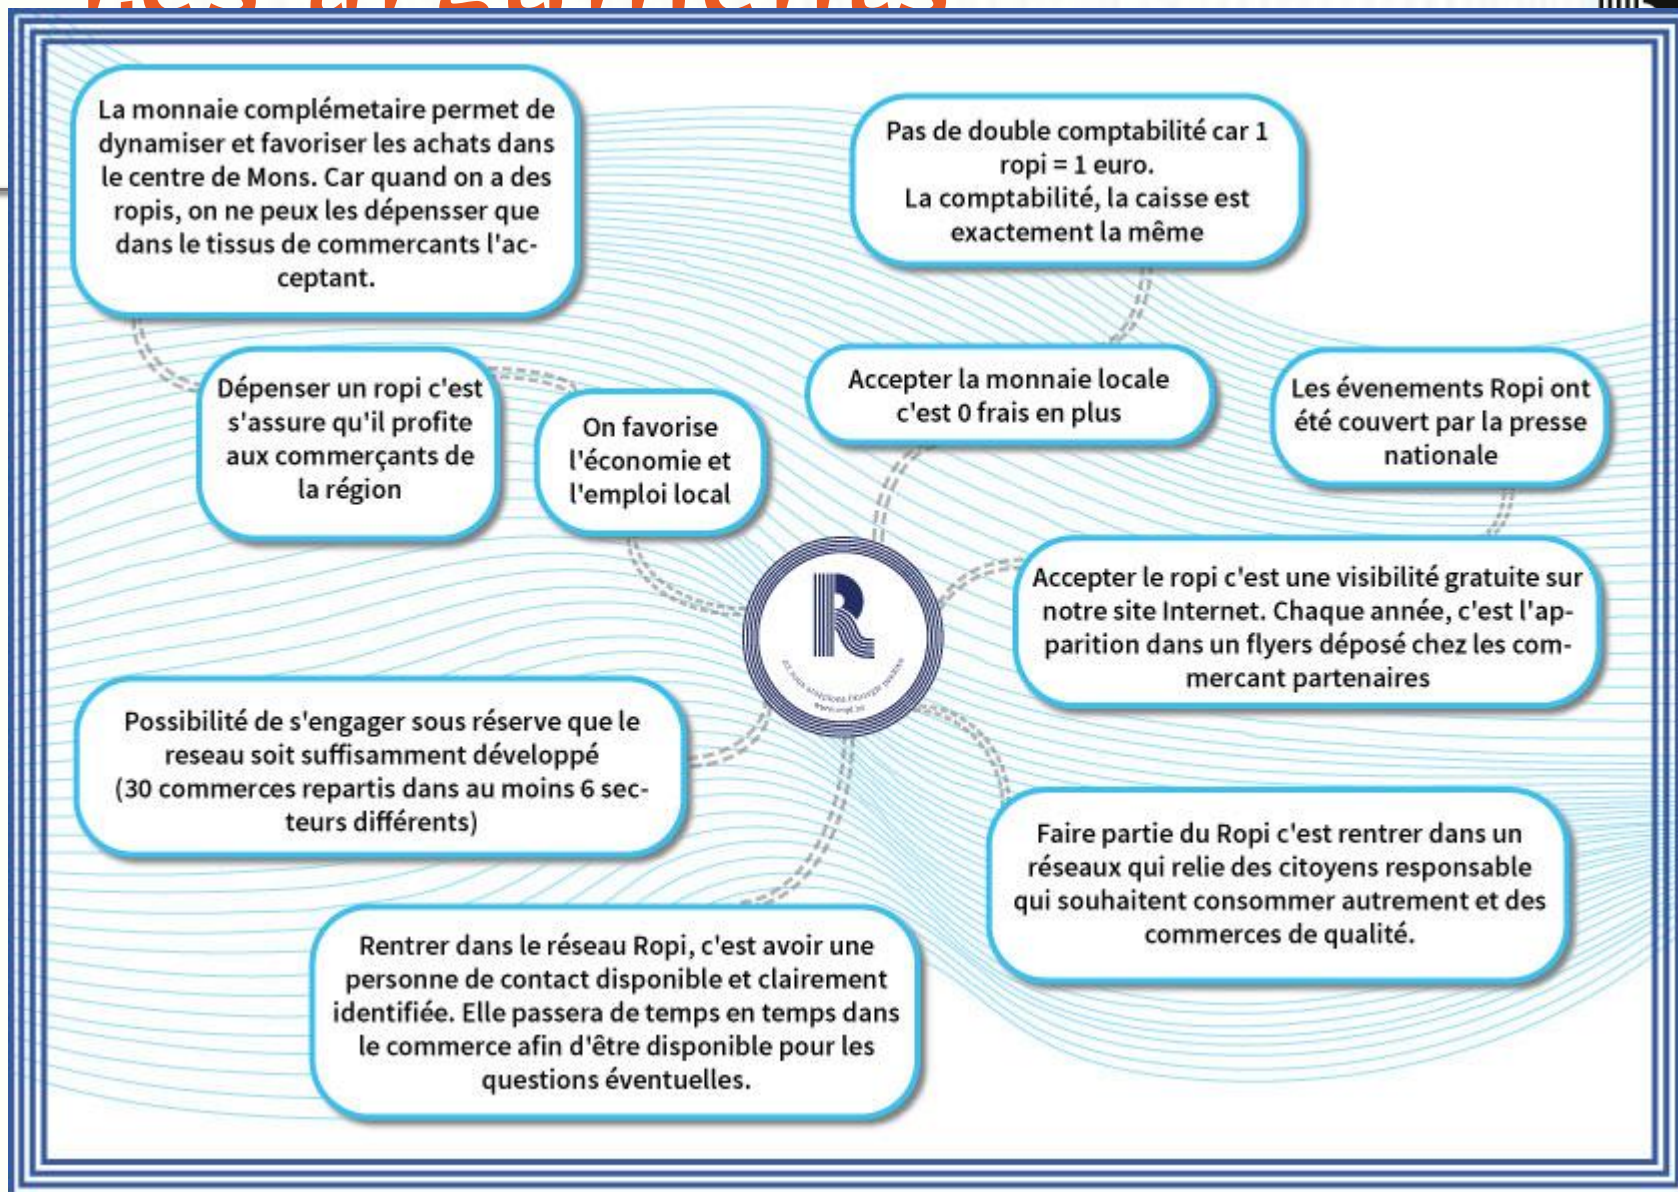 Les arguments
La monnaie complémetaire permet de
dynamiser et favoriser les achats dans
le centre de Mons. Car quand on a des
ropis, on ne peux les dépensser que
dans le tissus de commercants l'ac-
ceptant.
Pas de double comptabilité car 1
ropi = 1 euro.
La comptabilité, la caisse est
exactement la même
Dépenser un ropi c'est
s'assure qu'il profite
aux commerçants de
la région
On favorise
l'économie et
l'emploi local
Accepter la monnaie locale
c'est 0 frais en plus
Les évenements Ropi ont
été couvert par la presse
nationale
Accepter le ropi c'est une visibilité gratuite sur
notre site Internet. Chaque année, c'est l'ap-
parition dans un flyers déposé chez les com-
mercant partenaires
R
Possibilité de s'engager sous réserve que le
reseau soit suffisamment développé
(30 commerces repartis dans au moins 6 sec-
teurs différents)
Faire partie du Ropi c'est rentrer dans un
réseaux qui relie des citoyens responsable
qui souhaitent consommer autrement et des
commerces de qualité.
Rentrer dans le réseau Ropi, c'est avoir une
personne de contact disponible et clairement
identifiée. Elle passera de temps en temps dans
le commerce afin d'être disponible pour les
questions éventuelles.